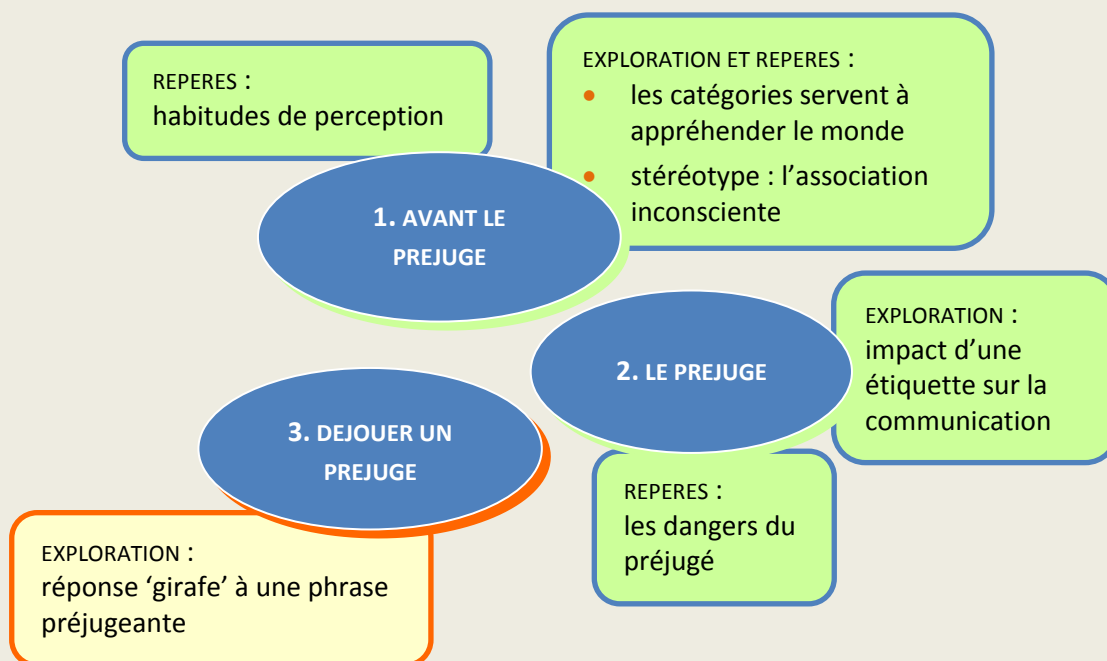 REPERES :
habitudes de perception
EXPLORATION ET REPERES :
• les catégories servent à
appréhender le monde
• stéréotype : l’association
inconsciente
1. AVANT LE
PREJUGE
EXPLORATION :
impact d’une
étiquette sur la
communication
2. LE PREJUGE
REPERES :
les dangers du
préjugé
3. DEJOUER UN
PREJUGE
EXPLORATION :
réponse ‘girafe’ à une phrase
préjugeante